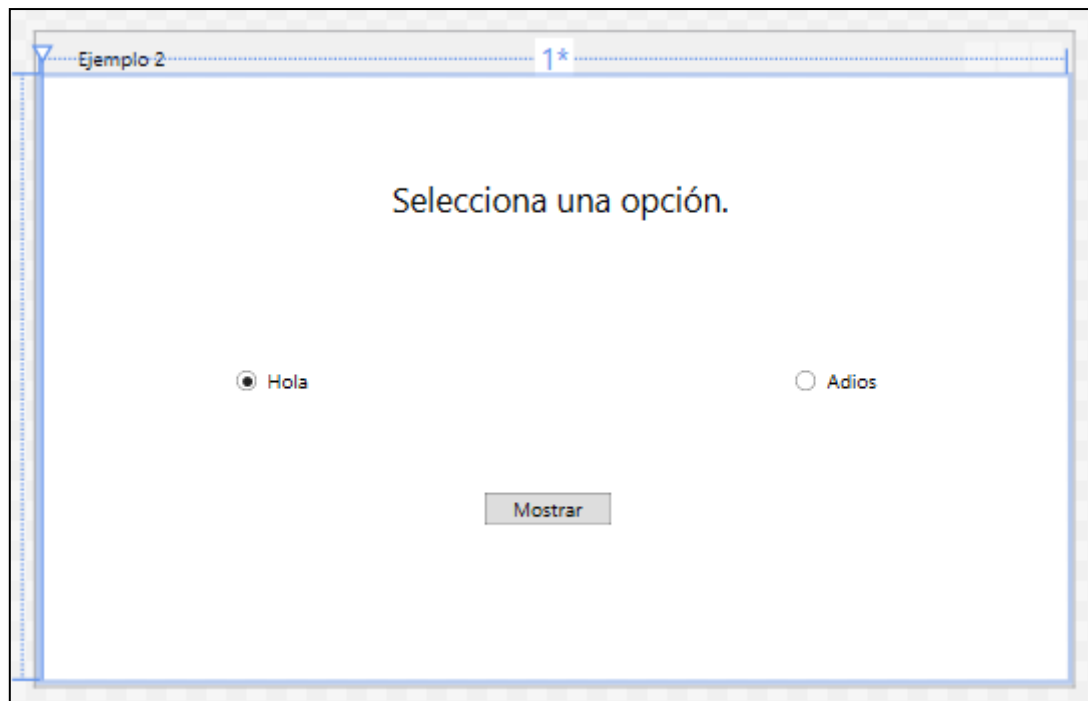 Ejemplo 2
1*
Selecciona una opción.
Hola
Adios
Mostrar